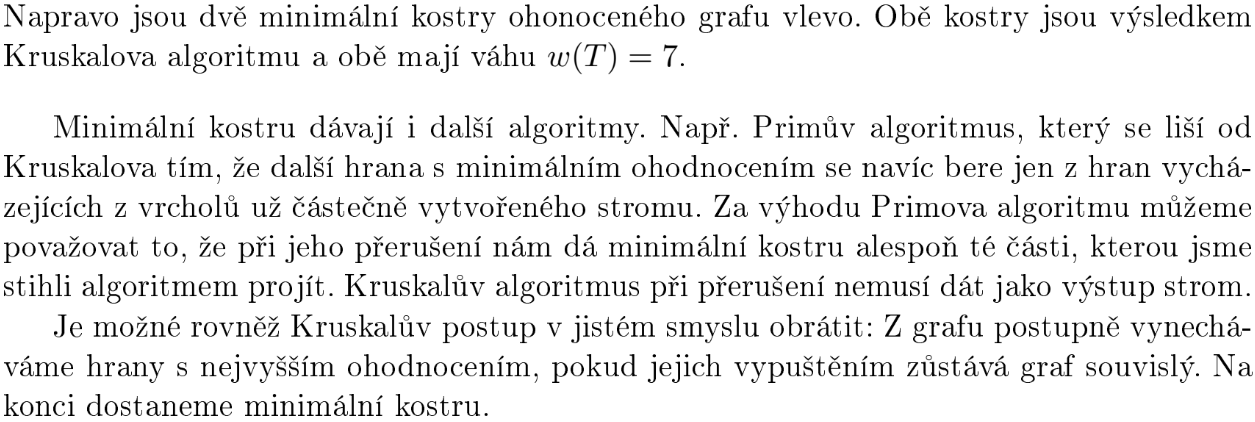 Napravo jsou dvě minimální kostry ohonoceného grafu vlevo. Obě kostry jsou výsledkem
Kruskalova algoritmu a obě mají váhu w(T) = 7.
Minimální kostru dávají i další algoritmy. Např. Primův algoritmus, který se liší od
Kruskalova tím, že další hrana s minimálním ohodnocením se navíc bere jen z hran vychá-
zejících z vrcholů už částečně vytvořeného stromu. Za výhodu Primova algoritmu můžeme
považovat to, že při jeho přerušení nám dá minimální kostru alespoň té části, kterou jsme
stihli algoritmem projít. Kruskalův algoritmus při přerušení nemusí dát jako výstup strom.
Je možné rovněž Kruskalův postup v jistém smyslu obrátit: Z grafu postupně vynechá-
váme hrany s nejvyšším ohodnocením, pokud jejich vypuštěním zůstává graf souvislý. Na
konci dostaneme minimální kostru.